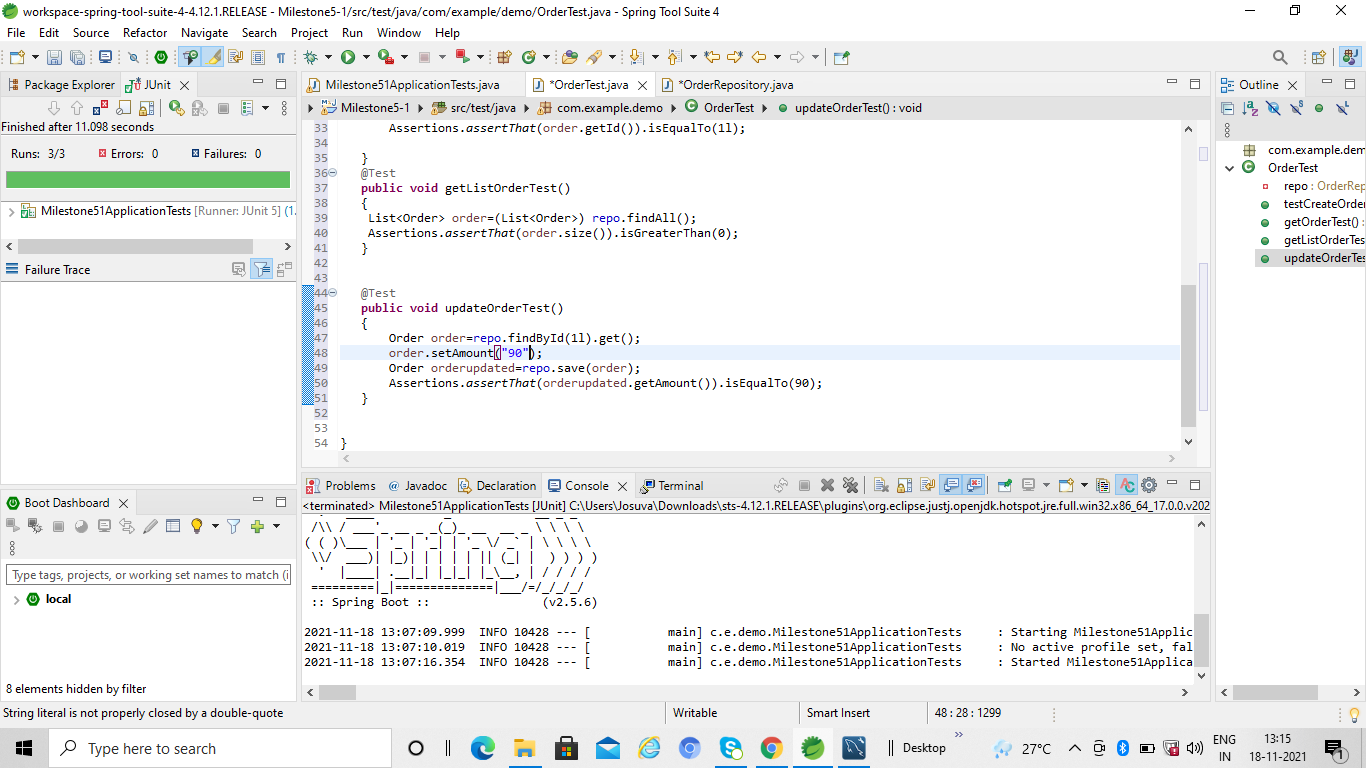 workspace-spring-tool-suite-4-4.12.1.RELEASE - Milestone5-1/src/test/java/com/example/demo/OrderTest.java - Spring Tool Suite 4
File Edit Source Refactor Navigate Search Project Run Window Help
Package Explorer JUnit
Finished after 11.098 seconds
Runs: 3/3 Errors: 0 Failures: 0
Milestone51ApplicationTests [Runner: JUnit 5] (1.
Failure Trace
Milestone51ApplicationTests.java *OrderTest.java *OrderRepository.java
Milestone5-1 src/test/java com.example.demo OrderTest updateOrderTest() : void
33 Assertions.assertThat(order.getId()).isEqualTo(1l);
34
35 }
36 @Test
37 public void getListOrderTest()
38 {
39 List<Order> order=(List<Order>) repo.findAll();
40 Assertions.assertThat(order.size()).isGreaterThan(0);
41 }
42
43
44 @Test
45 public void updateOrderTest()
46 {
47 Order order=repo.findById(1l).get();
48 order.setAmount("90");
49 Order orderupdated=repo.save(order);
50 Assertions.assertThat(orderupdated.getAmount()).isEqualTo(90);
51 }
52
53
54 }
Outline
com.example.dem
OrderTest
repo : OrderRep
testCreateOrde
getOrderTest() :
getListOrderTes
updateOrderTes
Boot Dashboard
Type tags, projects, or working set names to match (i
local
8 elements hidden by filter
Problems @ Javadoc Declaration Console Terminal
<terminated> Milestone51ApplicationTests [JUnit] C:\Users\Josuva\Downloads\sts-4.12.1.RELEASE\plugins\org.eclipse.justj.openjdk.hotspot.jre.full.win32.x86_64_17.0.0.v202
:: Spring Boot :: (v2.5.6)
2021-11-18 13:07:09.999 INFO 10428 --- [ main] c.e.demo.Milestone51ApplicationTests : Starting Milestone51Applic
2021-11-18 13:07:10.019 INFO 10428 --- [ main] c.e.demo.Milestone51ApplicationTests : No active profile set, fal
2021-11-18 13:07:16.354 INFO 10428 --- [ main] c.e.demo.Milestone51ApplicationTests : Started Milestone51Applica
String literal is not properly closed by a double-quote Writable Smart Insert 48 : 28 : 1299
Type here to search Desktop 27°C ENG IN 13:15 18-11-2021 1